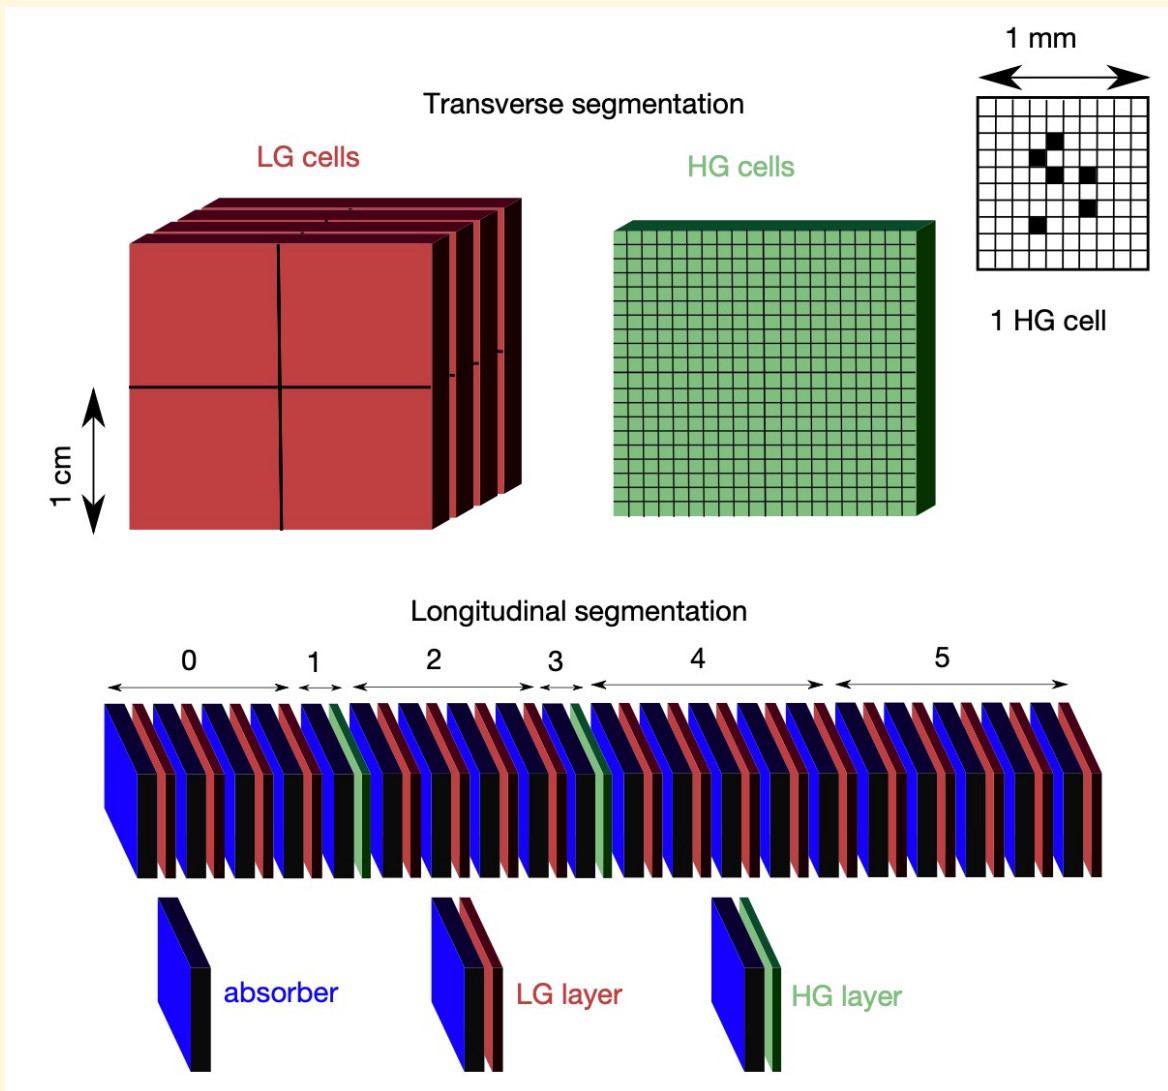 1 mm
Transverse segmentation
LG cells
HG cells
1 HG cell
1 cm
Longitudinal segmentation
0
1
2
3
4
5
absorber
LG layer
HG layer